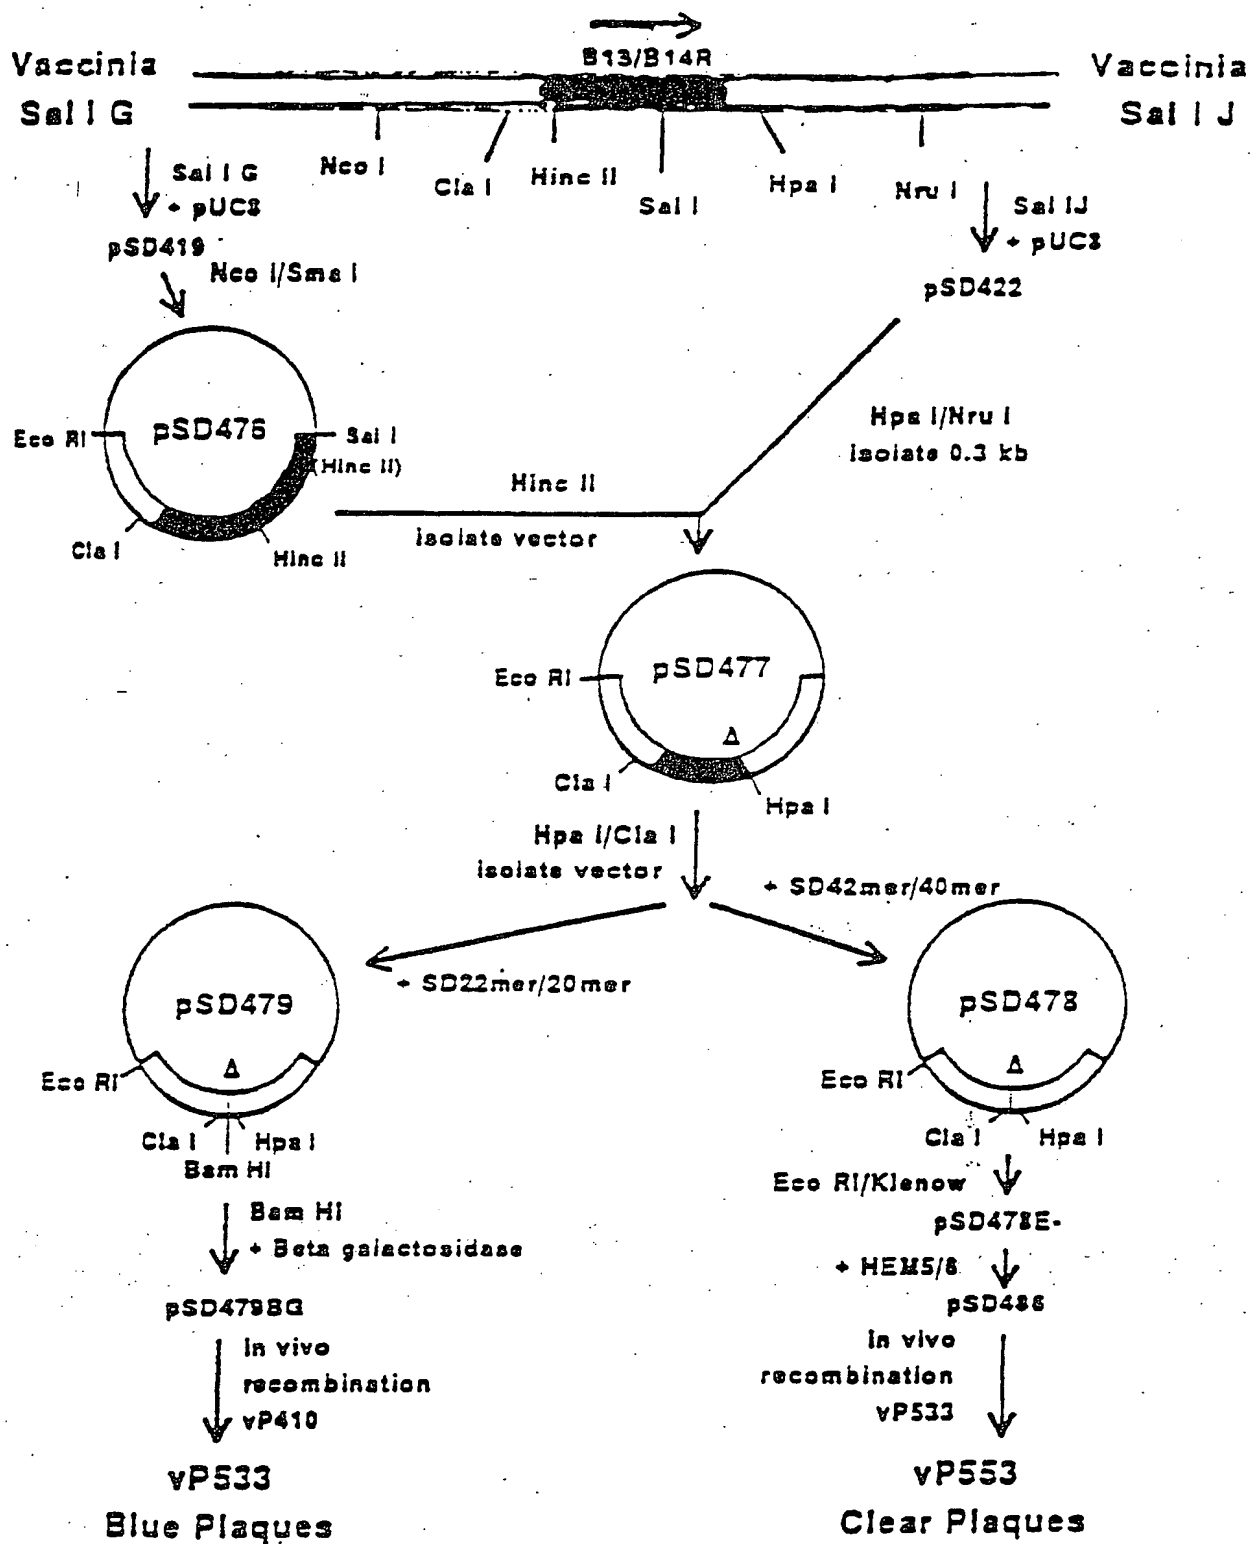 B13/B14R
Vaccinia
Sal I G
Vaccinia
Sal I J
Nco I
Cla I
Hinc II
Sal I
Hpa I
Nru I
Sal I G
+ pUC8
pSD419
Nco I/Sma I
Sal IJ
+ pUC8
pSD422
pSD476
Eco RI
Sal I
(Hinc II)
Cla I
Hinc II
Hpa I/Nru I
isolate 0.3 kb
Hinc II
isolate vector
pSD477
Eco RI
Δ
Cla I
Hpa I
Hpa I/Cla I
isolate vector
+ SD42mer/40mer
+ SD22mer/20mer
pSD479
Eco RI
Δ
Cla I
Hpa I
Bam HI
pSD478
Eco RI
Δ
Cla I
Hpa I
Bam HI
+ Beta galactosidase
pSD479BG
in vivo
recombination
vP410
vP533
Blue Plaques
Eco RI/Klenow
pSD478E-
+ HEM5/6
pSD486
in vivo
recombination
vP533
vP553
Clear Plaques